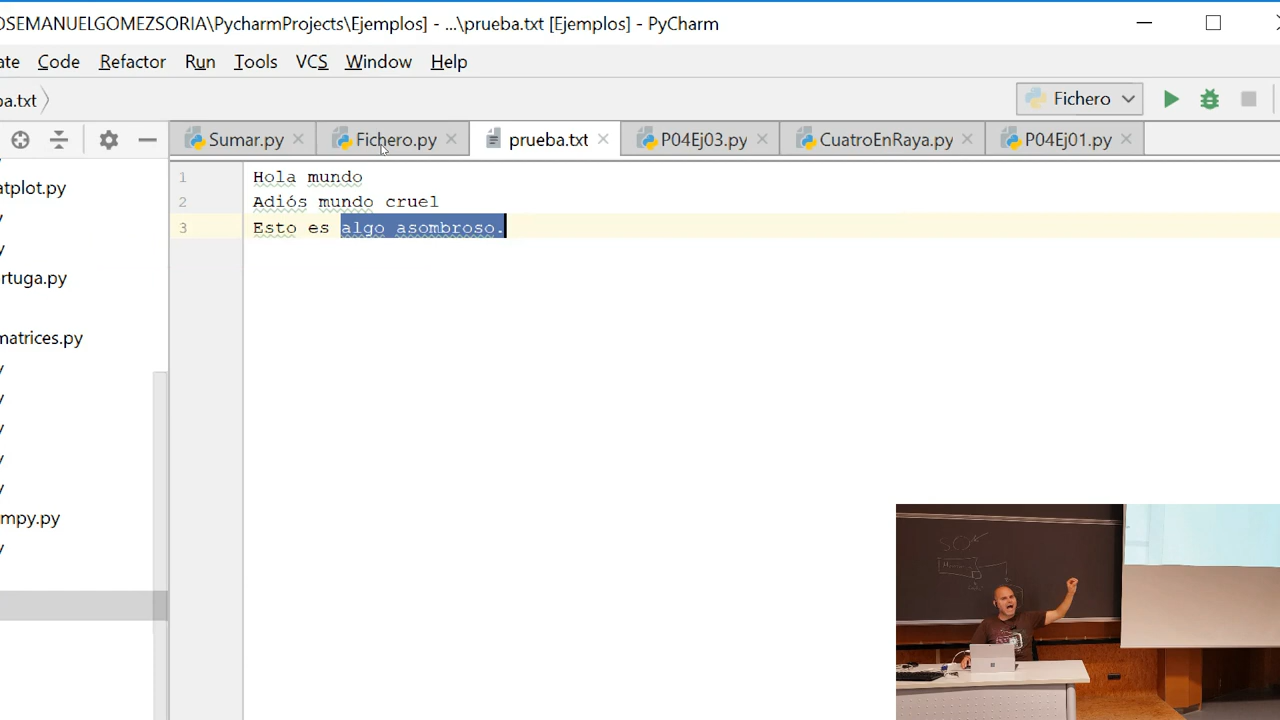 OSEMANUELGOMEZSORIA\PycharmProjects\Ejemplos] - ...\prueba.txt [Ejemplos] - PyCharm
ate Code Refactor Run Tools VCS Window Help
ba.txt
Fichero
Sumar.py Fichero.py prueba.txt P04Ej03.py CuatroEnRaya.py P04Ej01.py
1 Hola mundo
2 Adiós mundo cruel
3 Esto es algo asombroso.
atplot.py
y
y
rtuga.py
matrices.py
y
y
y
y
y
mpy.py
y
SO